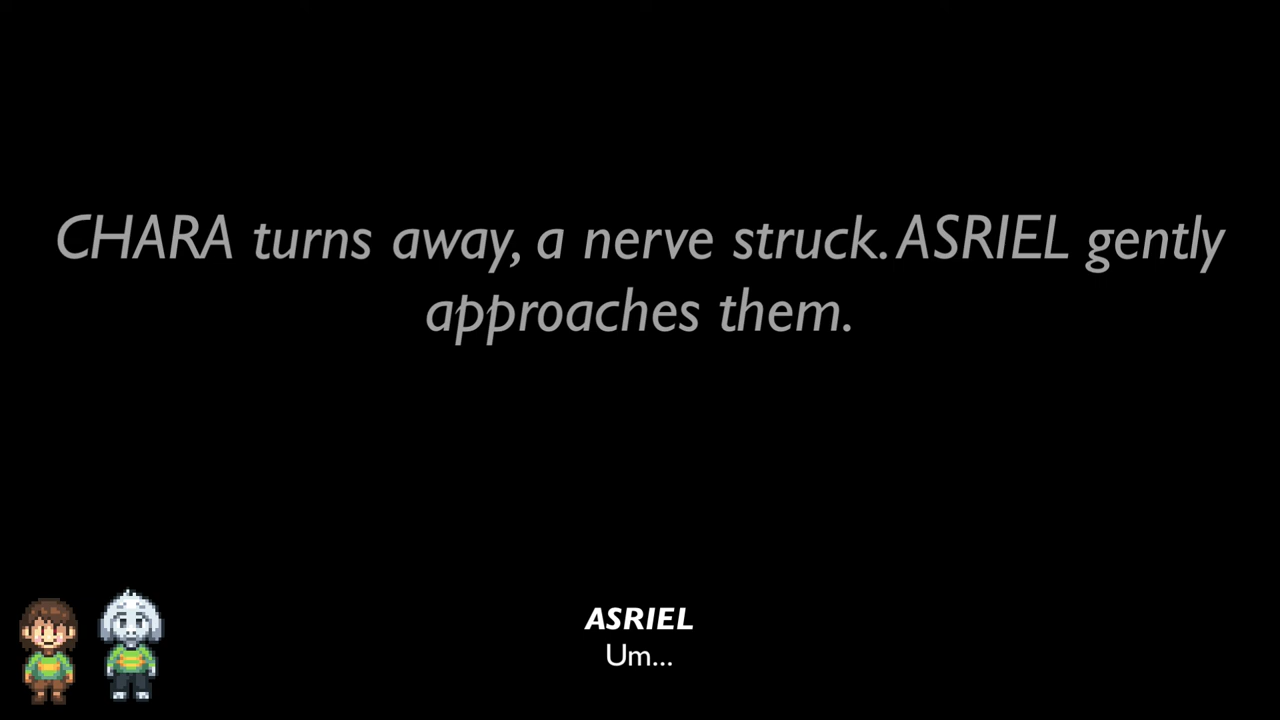 CHARA turns away, a nerve struck. ASRIEL gently
approaches them.
ASRIEL
Um...